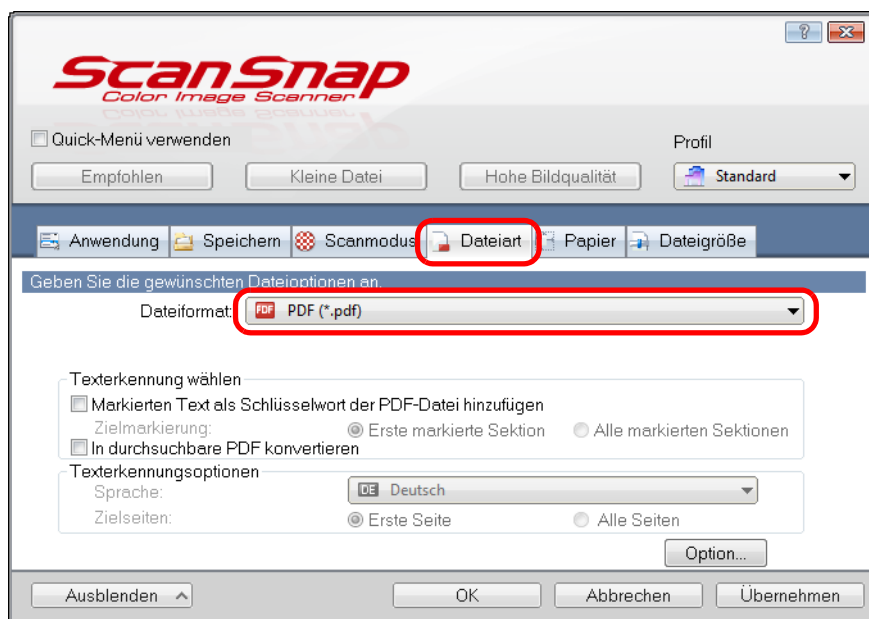 ScanSnap
Color Image Scanner
Quick-Menü verwenden
Profil
Empfohlen Kleine Datei Hohe Bildqualität Standard
Anwendung Speichern Scanmodus Dateiart Papier Dateigröße
Geben Sie die gewünschten Dateioptionen an.
Dateiformat: PDF PDF (*.pdf)
Texterkennung wählen
Markierten Text als Schlüsselwort der PDF-Datei hinzufügen
Zielmarkierung: Erste markierte Sektion Alle markierten Sektionen
In durchsuchbare PDF konvertieren
Texterkennungsoptionen
Sprache: DE Deutsch
Zielseiten: Erste Seite Alle Seiten
Option...
Ausblenden OK Abbrechen Übernehmen